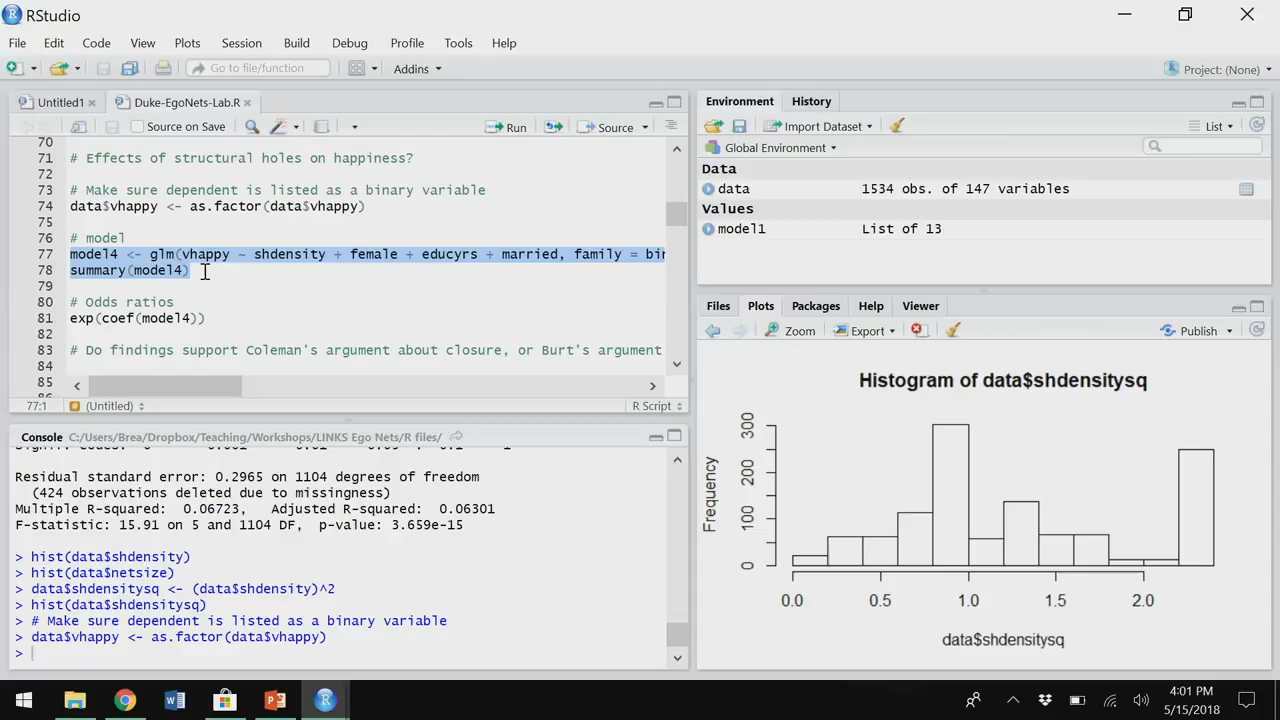 RStudio
File Edit Code View Plots Session Build Debug Profile Tools Help
Go to file/function Addins Project: (None)
Untitled1 Duke-EgoNets-Lab.R
Source on Save Run Source
70
71 # Effects of structural holes on happiness?
72
73 # Make sure dependent is listed as a binary variable
74 data$vhappy <- as.factor(data$vhappy)
75
76 # model
77 model4 <- glm(vhappy ~ shdensity + female + educyrs + married, family = bin
78 summary(model4)
79
80 # Odds ratios
81 exp(coef(model4))
82
83 # Do findings support Coleman's argument about closure, or Burt's argument
84
85
77:1 (Untitled) R Script
Console C:/Users/Brea/Dropbox/Teaching/Workshops/LINKS Ego Nets/R files/
Residual standard error: 0.2965 on 1104 degrees of freedom
(424 observations deleted due to missingness)
Multiple R-squared: 0.06723, Adjusted R-squared: 0.06301
F-statistic: 15.91 on 5 and 1104 DF, p-value: 3.659e-15
> hist(data$shdensity)
> hist(data$netsize)
> data$shdensitysq <- (data$shdensity)^2
> hist(data$shdensitysq)
> # Make sure dependent is listed as a binary variable
> data$vhappy <- as.factor(data$vhappy)
>
Environment History
Import Dataset List
Global Environment
Data
data 1534 obs. of 147 variables
Values
model1 List of 13
Files Plots Packages Help Viewer
Zoom Export Publish
Histogram of data$shdensitysq
Frequency
300
200
100
0
0.0 0.5 1.0 1.5 2.0
data$shdensitysq
4:01 PM
5/15/2018